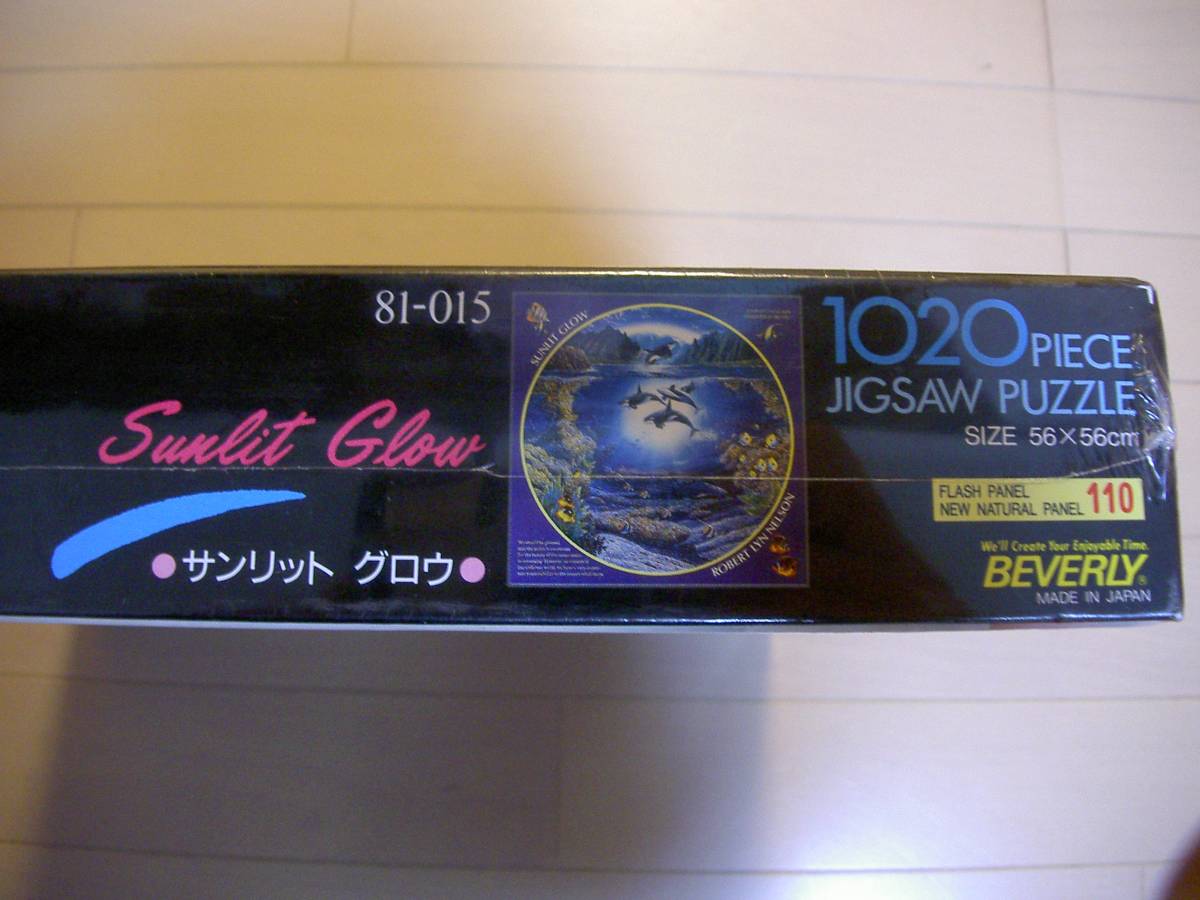 81-015
Sunlit Glow
●サンリット グロウ●
SUNLIT GLOW
ROBERT LYN NELSON
1020 PIECE
JIGSAW PUZZLE
SIZE 56×56cm
FLASH PANEL
NEW NATURAL PANEL 110
We'll Create Your Enjoyable Time.
BEVERLY®
MADE IN JAPAN